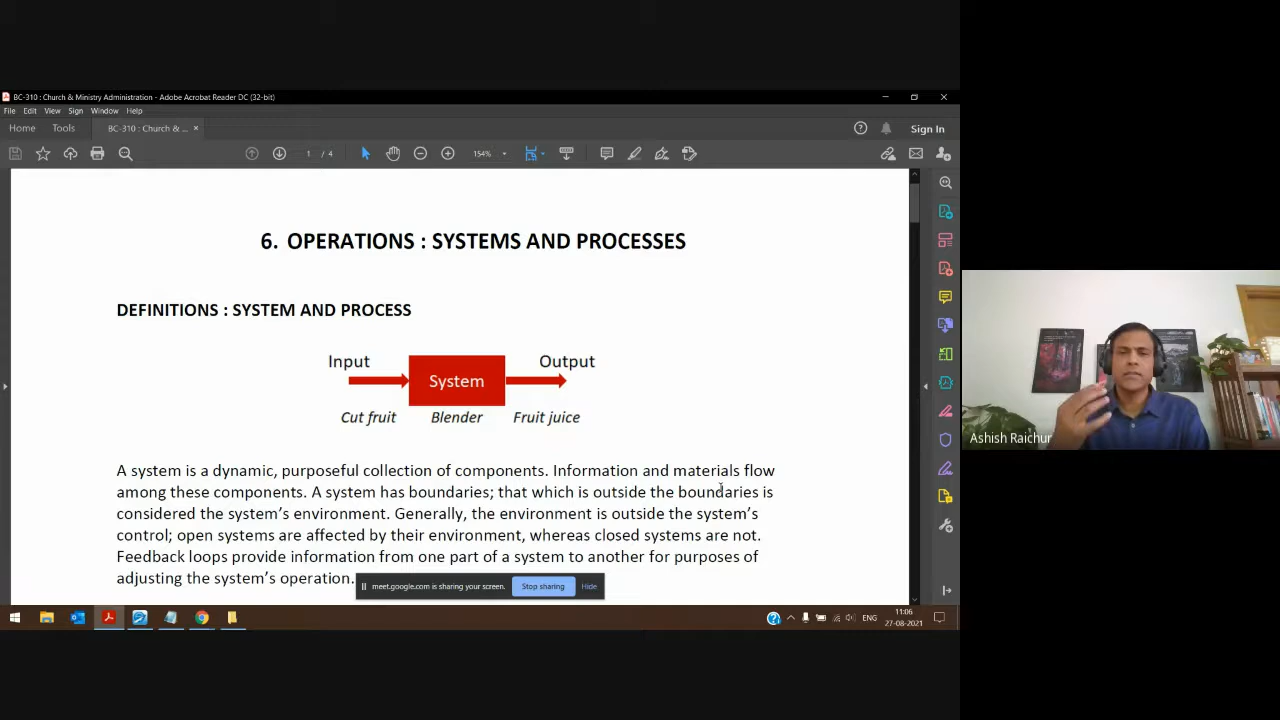 BC-310 : Church & Ministry Administration - Adobe Acrobat Reader DC (32-bit)
File Edit View Sign Window Help
Home Tools BC-310 : Church & ... × Sign In
1 / 4 154%
6. OPERATIONS : SYSTEMS AND PROCESSES
DEFINITIONS : SYSTEM AND PROCESS
Input Output
System
Cut fruit Blender Fruit juice
A system is a dynamic, purposeful collection of components. Information and materials flow
among these components. A system has boundaries; that which is outside the boundaries is
considered the system’s environment. Generally, the environment is outside the system’s
control; open systems are affected by their environment, whereas closed systems are not.
Feedback loops provide information from one part of a system to another for purposes of
adjusting the system’s operation.
meet.google.com is sharing your screen. Stop sharing Hide
Ashish Raichur
ENG
11:06
27-08-2021